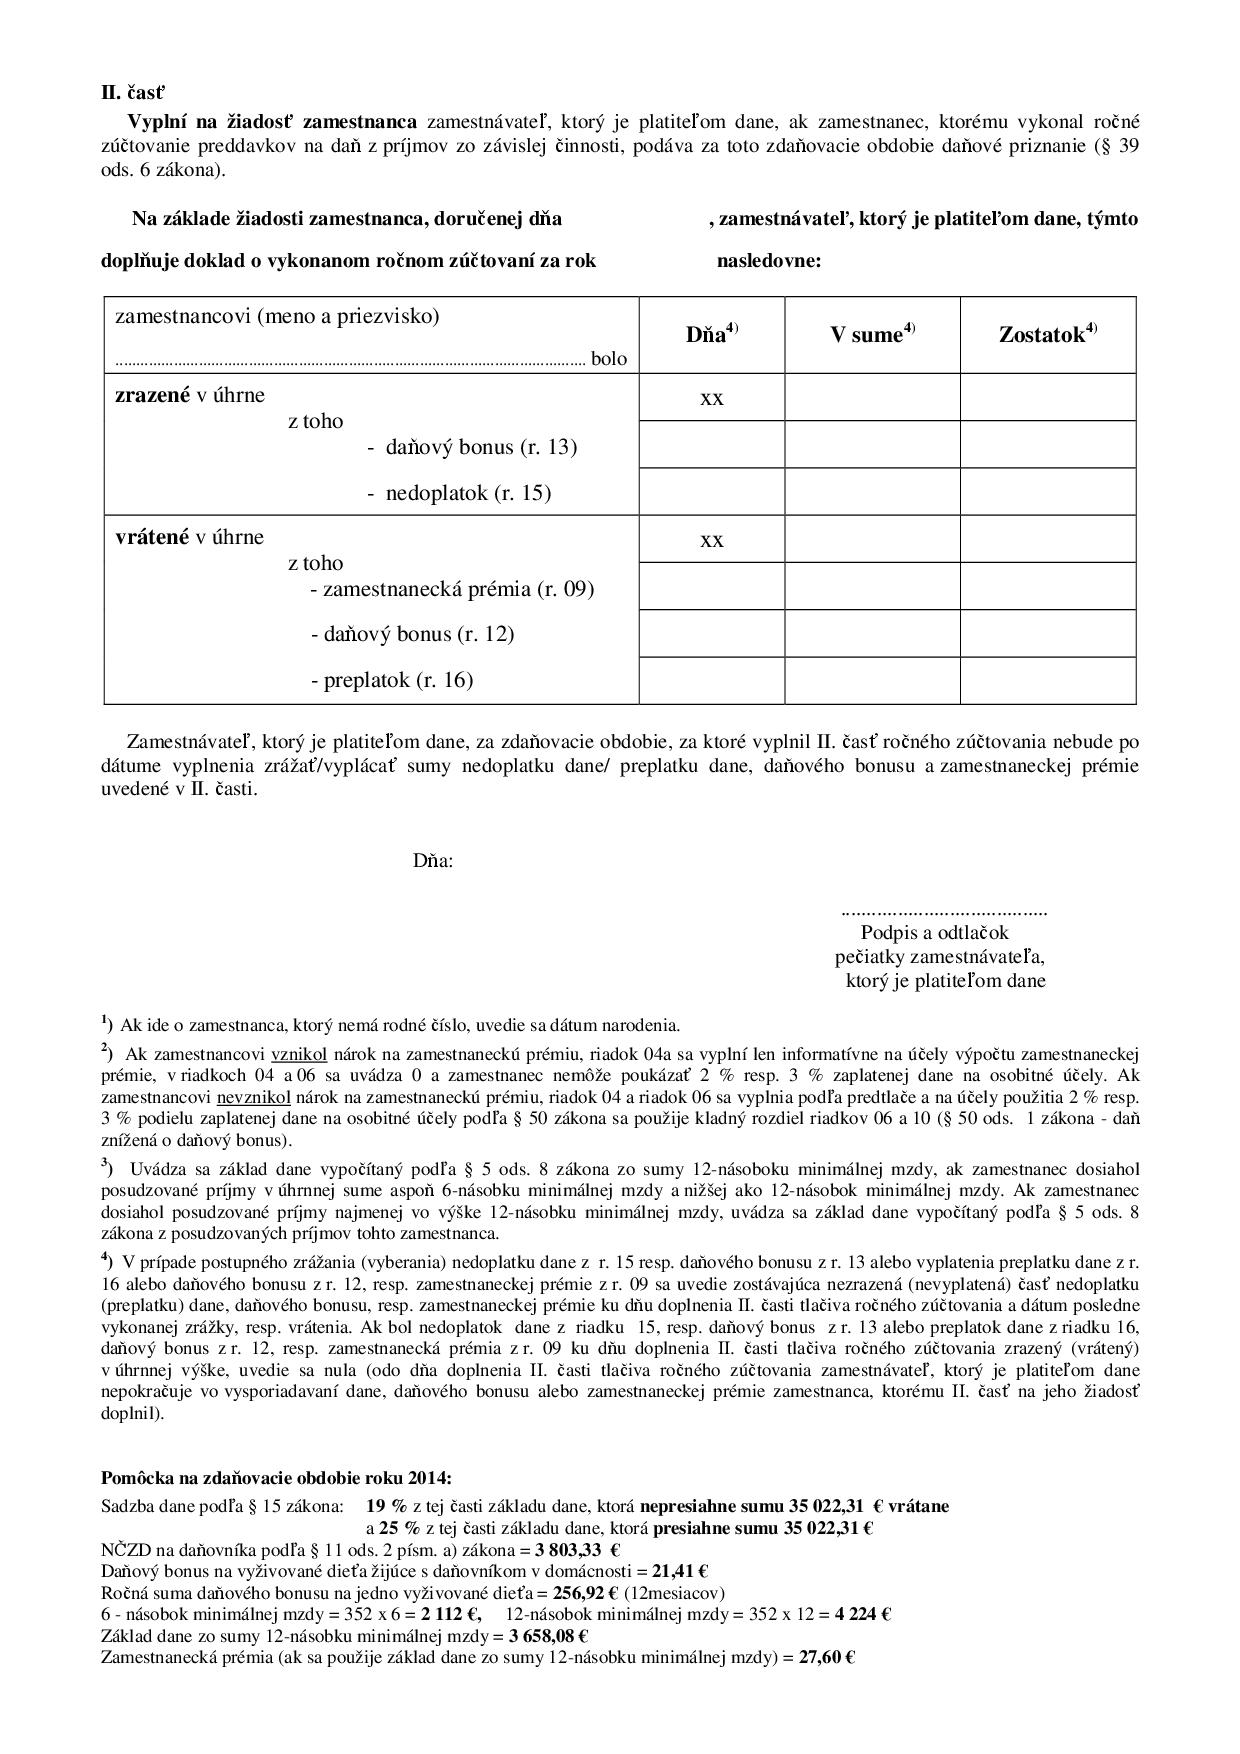 II. časť
Vyplní na žiadosť zamestnanca zamestnávateľ, ktorý je platiteľom dane, ak zamestnanec, ktorému vykonal ročné
zúčtovanie preddavkov na daň z príjmov zo závislej činnosti, podáva za toto zdaňovacie obdobie daňové priznanie (§ 39
ods. 6 zákona).
Na základe žiadosti zamestnanca, doručenej dňa , zamestnávateľ, ktorý je platiteľom dane, týmto
doplňuje doklad o vykonanom ročnom zúčtovaní za rok nasledovne:
zamestnancovi (meno a priezvisko)
................................................................................................................ bolo
Dňa4) V sume4) Zostatok4)
zrazené v úhrne xx
z toho
- daňový bonus (r. 13)
- nedoplatok (r. 15)
vrátené v úhrne xx
z toho
- zamestnanecká prémia (r. 09)
- daňový bonus (r. 12)
- preplatok (r. 16)
Zamestnávateľ, ktorý je platiteľom dane, za zdaňovacie obdobie, za ktoré vyplnil II. časť ročného zúčtovania nebude po
dátume vyplnenia zrážať/vyplácať sumy nedoplatku dane/ preplatku dane, daňového bonusu a zamestnaneckej prémie
uvedené v II. časti.
Dňa:
........................................
Podpis a odtlačok
pečiatky zamestnávateľa,
ktorý je platiteľom dane
1) Ak ide o zamestnanca, ktorý nemá rodné číslo, uvedie sa dátum narodenia.
2) Ak zamestnancovi vznikol nárok na zamestnaneckú prémiu, riadok 04a sa vyplní len informatívne na účely výpočtu zamestnaneckej
prémie, v riadkoch 04 a 06 sa uvádza 0 a zamestnanec nemôže poukázať 2 % resp. 3 % zaplatenej dane na osobitné účely. Ak
zamestnancovi nevznikol nárok na zamestnaneckú prémiu, riadok 04 a riadok 06 sa vyplnia podľa predtlače a na účely použitia 2 % resp.
3 % podielu zaplatenej dane na osobitné účely podľa § 50 zákona sa použije kladný rozdiel riadkov 06 a 10 (§ 50 ods. 1 zákona - daň
znížená o daňový bonus).
3) Uvádza sa základ dane vypočítaný podľa § 5 ods. 8 zákona zo sumy 12-násoboku minimálnej mzdy, ak zamestnanec dosiahol
posudzované príjmy v úhrnnej sume aspoň 6-násobku minimálnej mzdy a nižšej ako 12-násobok minimálnej mzdy. Ak zamestnanec
dosiahol posudzované príjmy najmenej vo výške 12-násobku minimálnej mzdy, uvádza sa základ dane vypočítaný podľa § 5 ods. 8
zákona z posudzovaných príjmov tohto zamestnanca.
4) V prípade postupného zrážania (vyberania) nedoplatku dane z r. 15 resp. daňového bonusu z r. 13 alebo vyplatenia preplatku dane z r.
16 alebo daňového bonusu z r. 12, resp. zamestnaneckej prémie z r. 09 sa uvedie zostávajúca nezrazená (nevyplatená) časť nedoplatku
(preplatku) dane, daňového bonusu, resp. zamestnaneckej prémie ku dňu doplnenia II. časti tlačiva ročného zúčtovania a dátum posledne
vykonanej zrážky, resp. vrátenia. Ak bol nedoplatok dane z riadku 15, resp. daňový bonus z r. 13 alebo preplatok dane z riadku 16,
daňový bonus z r. 12, resp. zamestnanecká prémia z r. 09 ku dňu doplnenia II. časti tlačiva ročného zúčtovania zrazený (vrátený)
v úhrnnej výške, uvedie sa nula (odo dňa doplnenia II. časti tlačiva ročného zúčtovania zamestnávateľ, ktorý je platiteľom dane
nepokračuje vo vysporiadavaní dane, daňového bonusu alebo zamestnaneckej prémie zamestnanca, ktorému II. časť na jeho žiadosť
doplnil).
Pomôcka na zdaňovacie obdobie roku 2014:
Sadzba dane podľa § 15 zákona: 19 % z tej časti základu dane, ktorá nepresiahne sumu 35 022,31 € vrátane
a 25 % z tej časti základu dane, ktorá presiahne sumu 35 022,31 €
NČZD na daňovníka podľa § 11 ods. 2 písm. a) zákona = 3 803,33 €
Daňový bonus na vyživované dieťa žijúce s daňovníkom v domácnosti = 21,41 €
Ročná suma daňového bonusu na jedno vyživované dieťa = 256,92 € (12mesiacov)
6 - násobok minimálnej mzdy = 352 x 6 = 2 112 €, 12-násobok minimálnej mzdy = 352 x 12 = 4 224 €
Základ dane zo sumy 12-násobku minimálnej mzdy = 3 658,08 €
Zamestnanecká prémia (ak sa použije základ dane zo sumy 12-násobku minimálnej mzdy) = 27,60 €